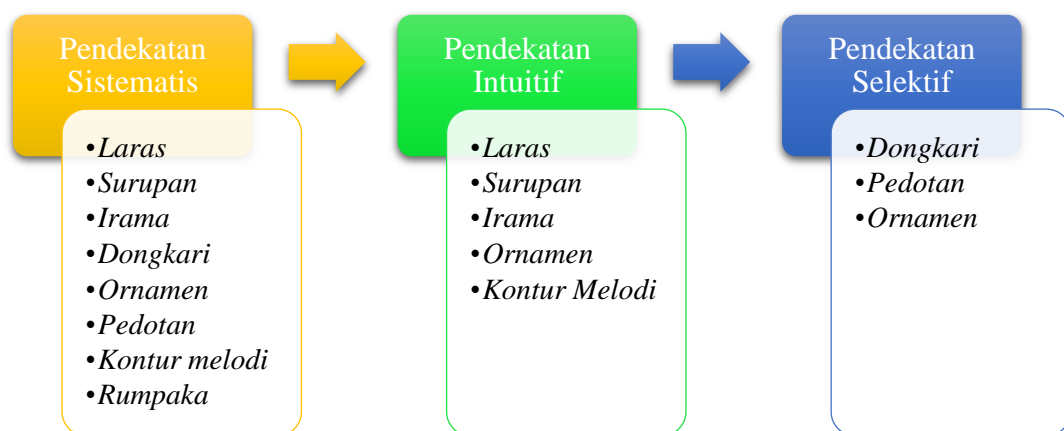 Pendekatan
Sistematis
•Laras
•Surupan
•Irama
•Dongkari
•Ornamen
•Pedotan
•Kontur melodi
•Rumpaka
Pendekatan
Intuitif
•Laras
•Surupan
•Irama
•Ornamen
•Kontur Melodi
Pendekatan
Selektif
•Dongkari
•Pedotan
•Ornamen